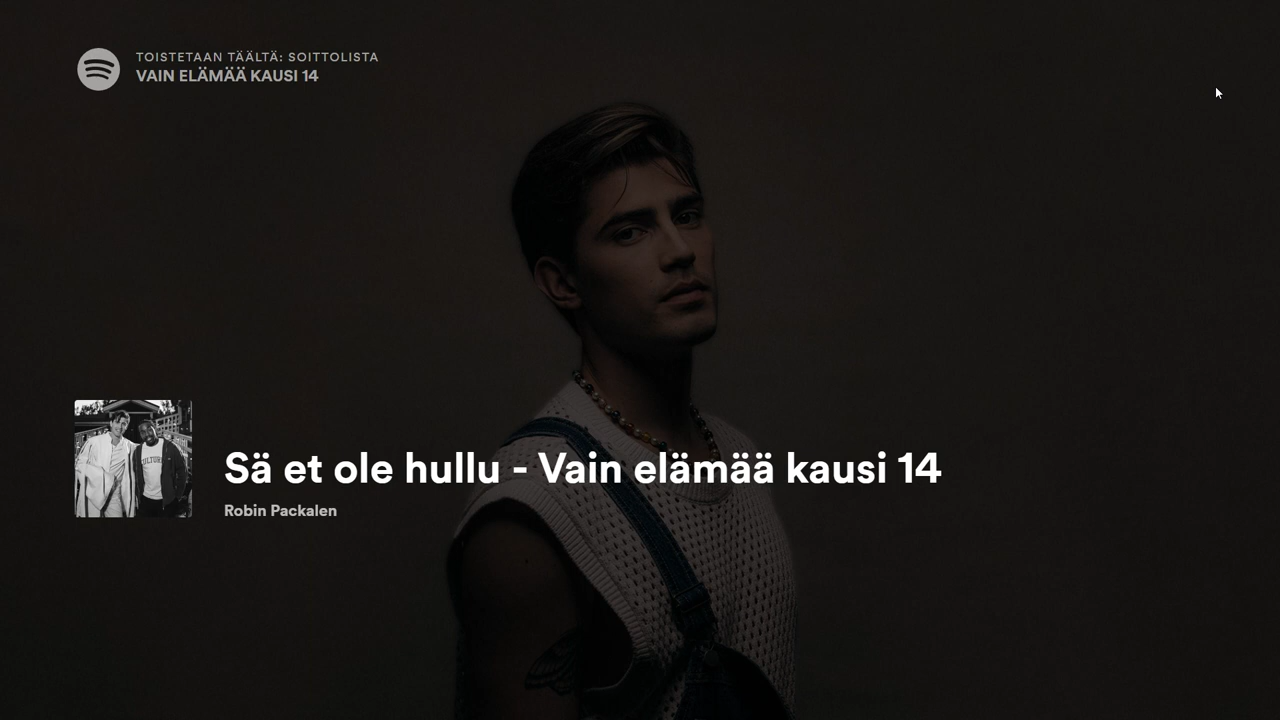 TOISTETAAN TÄÄLTÄ: SOITTOLISTA
VAIN ELÄMÄÄ KAUSI 14
Sä et ole hullu - Vain elämää kausi 14
Robin Packalen